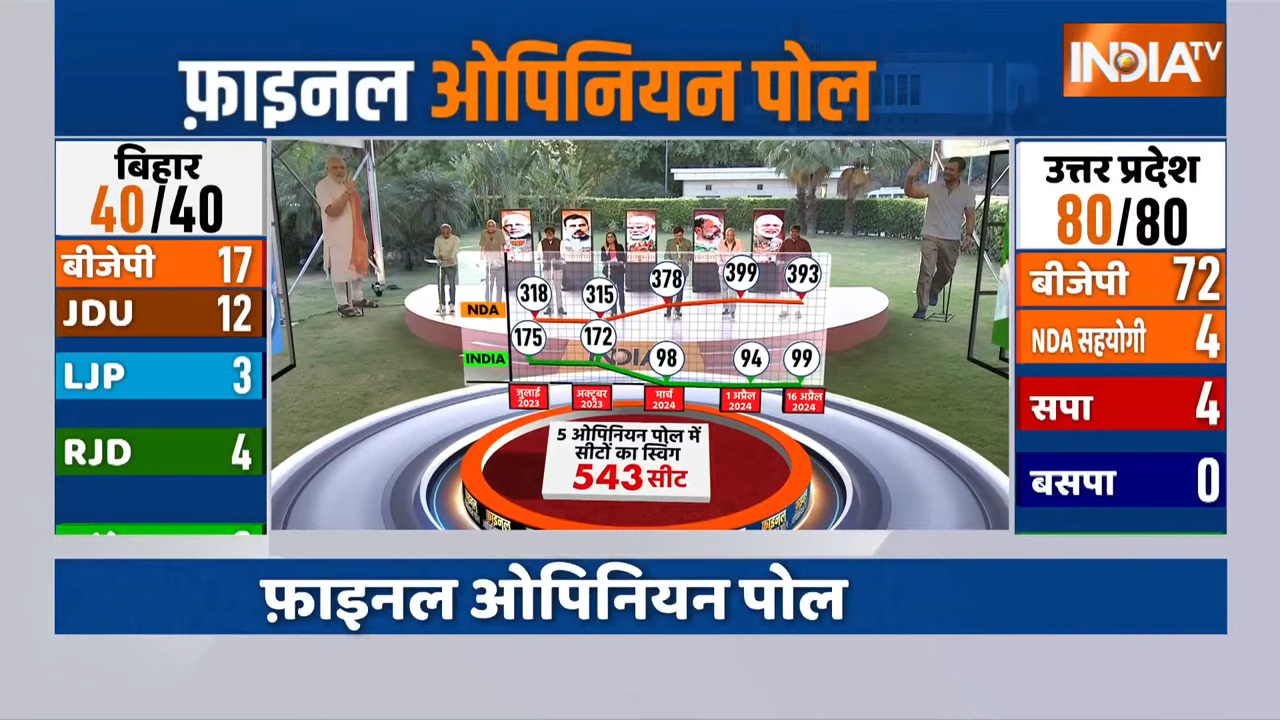 फ़ाइनल ओपिनियन पोल
INDIA TV
बिहार
40/40
बीजेपी 17
JDU 12
LJP 3
RJD 4
NDA
318 315 378 399 393
INDIA
175 172 98 94 99
जुलाई 2023
अक्टूबर 2023
मार्च 2024
1 अप्रैल 2024
16 अप्रैल 2024
5 ओपिनियन पोल में
सीटों का स्विंग
543 सीट
फ़ाइनल
फ़ाइनल
उत्तर प्रदेश
80/80
बीजेपी 72
NDA सहयोगी 4
सपा 4
बसपा 0
फ़ाइनल ओपिनियन पोल